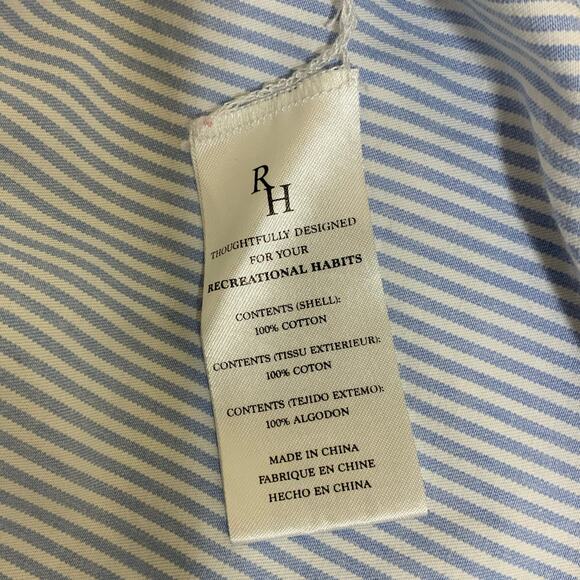 RH
THOUGHTFULLY DESIGNED
FOR YOUR
RECREATIONAL HABITS
CONTENTS (SHELL):
100% COTTON
CONTENTS (TISSU EXTIERIEUR):
100% COTON
CONTENTS (TEJIDO EXTEMO):
100% ALGODON
MADE IN CHINA
FABRIQUE EN CHINE
HECHO EN CHINA